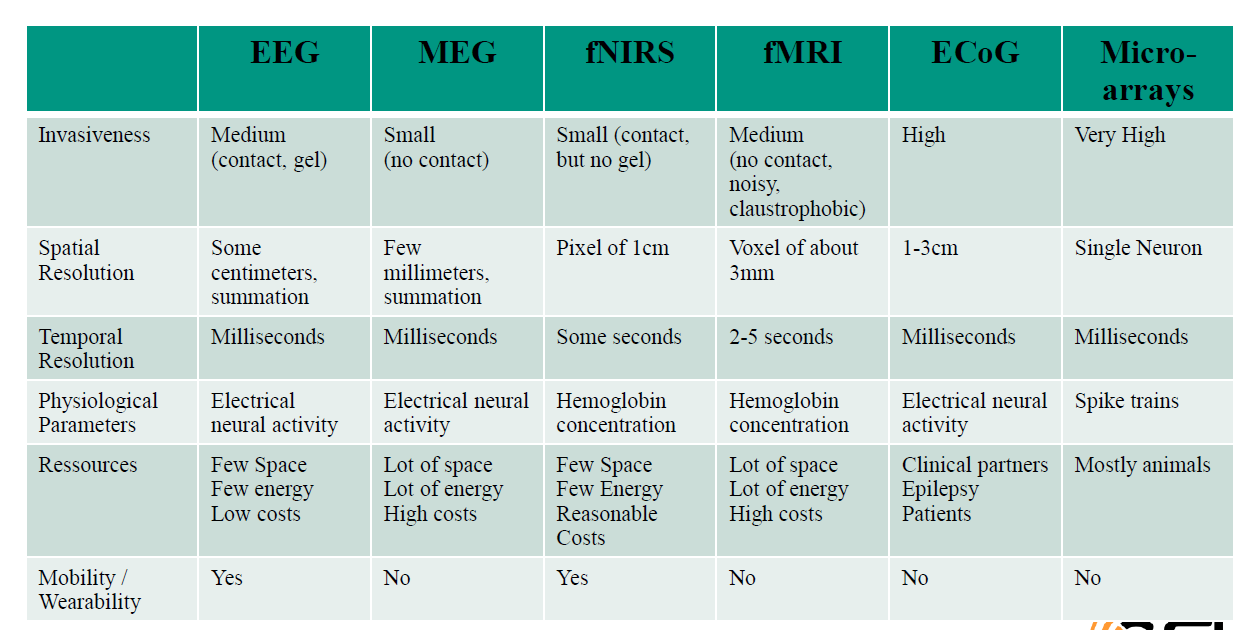 EEG
MEG
fNIRS
fMRI
ECoG
Micro-
arrays
Invasiveness
Medium
(contact, gel)
Small
(no contact)
Small (contact,
but no gel)
Medium
(no contact,
noisy,
claustrophobic)
High
Very High
Spatial
Resolution
Some
centimeters,
summation
Few
millimeters,
summation
Pixel of 1cm
Voxel of about
3mm
1-3cm
Single Neuron
Temporal
Resolution
Milliseconds
Milliseconds
Some seconds
2-5 seconds
Milliseconds
Milliseconds
Physiological
Parameters
Electrical
neural activity
Electrical neural
activity
Hemoglobin
concentration
Hemoglobin
concentration
Electrical neural
activity
Spike trains
Ressources
Few Space
Few energy
Low costs
Lot of space
Lot of energy
High costs
Few Space
Few Energy
Reasonable
Costs
Lot of space
Lot of energy
High costs
Clinical partners
Epilepsy
Patients
Mostly animals
Mobility /
Wearability
Yes
No
Yes
No
No
No